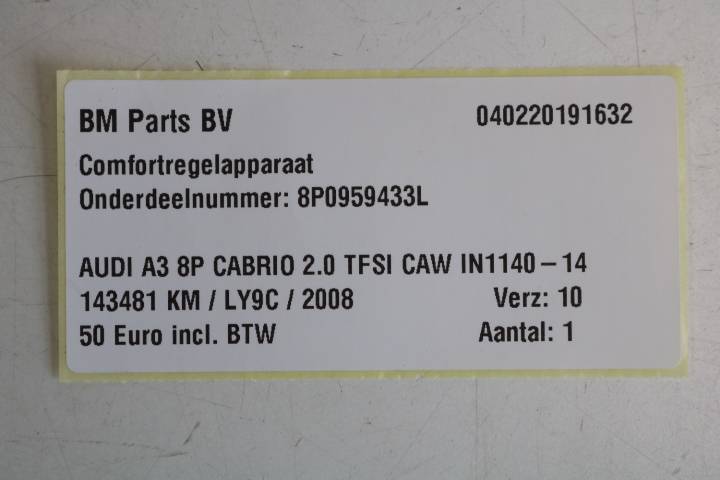 BM Parts BV 040220191632
Comfortregelapparaat
Onderdeelnummer: 8P0959433L
AUDI A3 8P CABRIO 2.0 TFSI CAW IN1140 – 14
143481 KM / LY9C / 2008 Verz: 10
50 Euro incl. BTW Aantal: 1